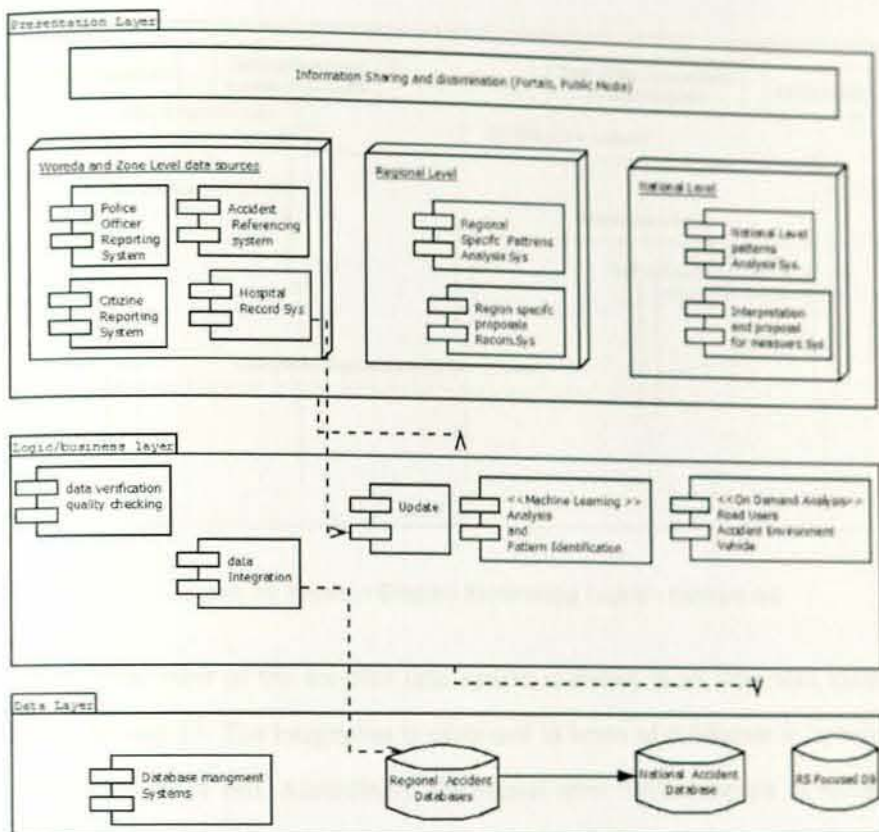 Presentation Layer
Information Sharing and dissemination (Portals, Public Media)
Woreda and Zone Level data sources
Police
Officer
Reporting
System
Accident
Referencing
system
Citizine
Reporting
System
Hospital
Record Sys
Regional Level
Regional
Specific Pattrens
Analysis Sys
Region specifc
proposels
Racom.Sys
National Level
National Level
patterns
Analysis Sys.
Interpretation
and proposal
for measures Sys
Logic/business layer
data verification
quality checking
data
Integration
Update
<<Machine Learning >>
Analysis
and
Pattern Identification
<<On Demand Analysis>>
Road Users
Accident Environment
Vehicle
Data Layer
Database managment
Systems
Regional Accident
Databases
National Accident
Database
RS Focused DB